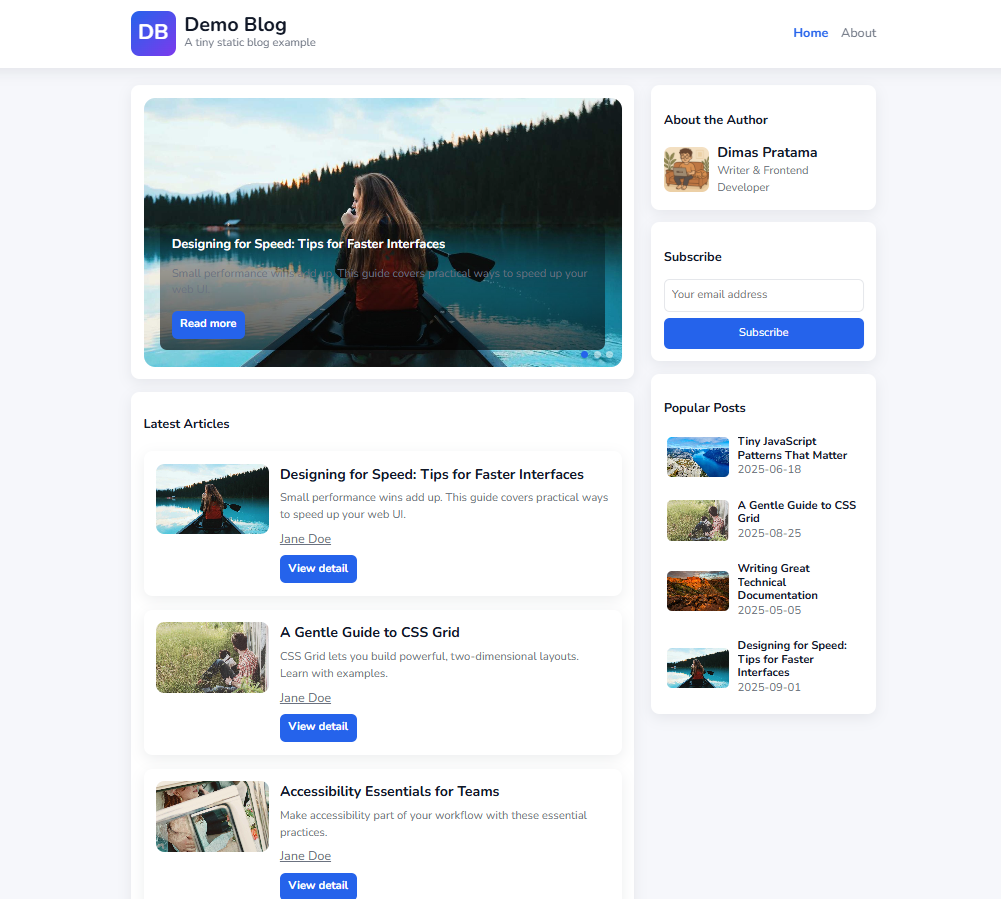 DB
Demo Blog
A tiny static blog example
Home
About
Designing for Speed: Tips for Faster Interfaces
Small performance wins add up. This guide covers practical ways to speed up your
web UI.
Read more
Latest Articles
Designing for Speed: Tips for Faster Interfaces
Small performance wins add up. This guide covers practical ways
to speed up your web UI.
Jane Doe
View detail
A Gentle Guide to CSS Grid
CSS Grid lets you build powerful, two-dimensional layouts.
Learn with examples.
Jane Doe
View detail
Accessibility Essentials for Teams
Make accessibility part of your workflow with these essential
practices.
Jane Doe
View detail
About the Author
Dimas Pratama
Writer & Frontend
Developer
Subscribe
Your email address
Subscribe
Popular Posts
Tiny JavaScript
Patterns That Matter
2025-06-18
A Gentle Guide to CSS
Grid
2025-08-25
Writing Great
Technical
Documentation
2025-05-05
Designing for Speed:
Tips for Faster
Interfaces
2025-09-01